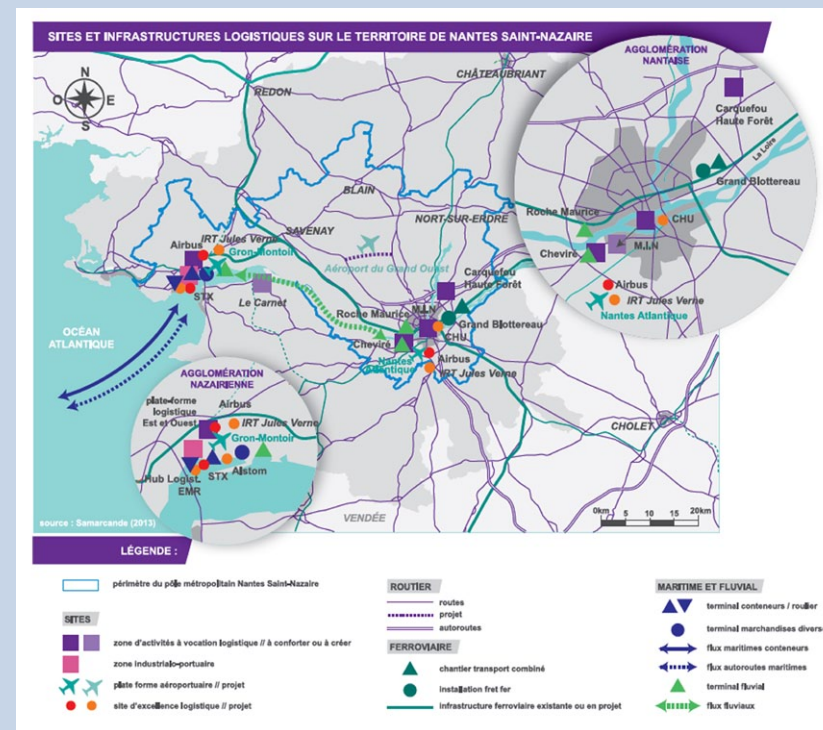 SITES ET INFRASTRUCTURES LOGISTIQUES SUR LE TERRITOIRE DE NANTES SAINT-NAZAIRE
AGGLOMÉRATION
NANTAISE
Carquefou
Haute Forêt
La Loire
Grand Blottereau
Roche Maurice
CHU
M.I.N
Cheviré
Airbus
IRT Jules Verne
Nantes Atlantique
N
O
E
S
REDON
CHÂTEAUBRIANT
BLAIN
NORT-SUR-ERDRE
SAVENAY
Airbus
IRT Jules Verne
Gron-Montoir
Aéroport du Grand Ouest
STX
Le Carnet
Carquefou
Haute Forêt
Roche Maurice
M.I.N
Grand Blottereau
CHU
Cheviré
Nantes
Atlantique
Airbus
IRT Jules Verne
OCÉAN
ATLANTIQUE
CHOLET
VENDÉE
AGGLOMÉRATION
NAZAIRIENNE
plate-forme
logistique
Est et Ouest
Airbus
IRT Jules Verne
Gron-Montoir
Hub Logist.
EMR
STX
Alstom
source : Samarcande (2013)
0km 5 10 15 20km
LÉGENDE :
périmètre du pôle métropolitain Nantes Saint-Nazaire
SITES
zone d'activités à vocation logistique // à conforter ou à créer
zone industrialo-portuaire
plate forme aéroportuaire // projet
site d'excellence logistique // projet
ROUTIER
routes
projet
autoroutes
FERROVIAIRE
chantier transport combiné
installation fret fer
infrastructure ferroviaire existante ou en projet
MARITIME ET FLUVIAL
terminal conteneurs / roulier
terminal marchandises divers
flux maritimes conteneurs
flux autoroutes maritimes
terminal fluvial
flux fluviaux